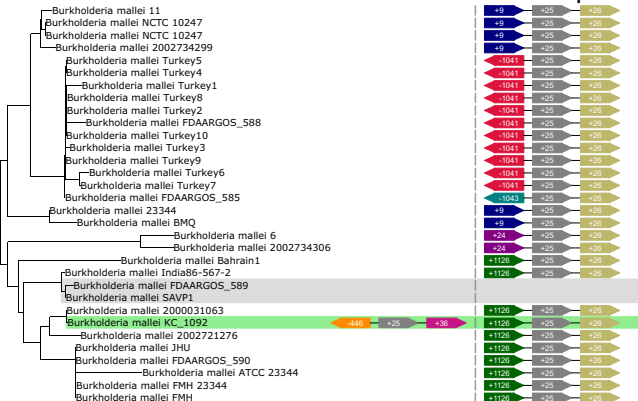 Burkholderia mallei 11 +9 +25 +26
Burkholderia mallei NCTC 10247 +9 +25 +26
Burkholderia mallei NCTC 10247 +9 +25 +26
Burkholderia mallei 2002734299 +9 +25 +26
Burkholderia mallei Turkey5 -1041 +25 +26
Burkholderia mallei Turkey4 -1041 +25 +26
Burkholderia mallei Turkey1 -1041 +25 +26
Burkholderia mallei Turkey8 -1041 +25 +26
Burkholderia mallei Turkey2 -1041 +25 +26
Burkholderia mallei FDAARGOS_588 -1041 +25 +26
Burkholderia mallei Turkey10 -1041 +25 +26
Burkholderia mallei Turkey3 -1041 +25 +26
Burkholderia mallei Turkey9 -1041 +25 +26
Burkholderia mallei Turkey6 -1041 +25 +26
Burkholderia mallei Turkey7 -1041 +25 +26
Burkholderia mallei FDAARGOS_585 -1043 +25 +26
Burkholderia mallei 23344 +9 +25 +26
Burkholderia mallei BMQ +9 +25 +26
Burkholderia mallei 6 +24 +25 +26
Burkholderia mallei 2002734306 +24 +25 +26
Burkholderia mallei Bahrain1 +1126 +25 +26
Burkholderia mallei India86-567-2 +1126 +25 +26
Burkholderia mallei FDAARGOS_589
Burkholderia mallei SAVP1
Burkholderia mallei 2000031063 +1126 +25 +26
Burkholderia mallei KC_1092 -446 +25 +36 +1126 +25 +26
Burkholderia mallei 2002721276 +1126 +25 +26
Burkholderia mallei JHU +1126 +25 +26
Burkholderia mallei FDAARGOS_590 +1126 +25 +26
Burkholderia mallei ATCC 23344 +1126 +25 +26
Burkholderia mallei FMH 23344 +1126 +25 +26
Burkholderia mallei FMH +1126 +25 +26